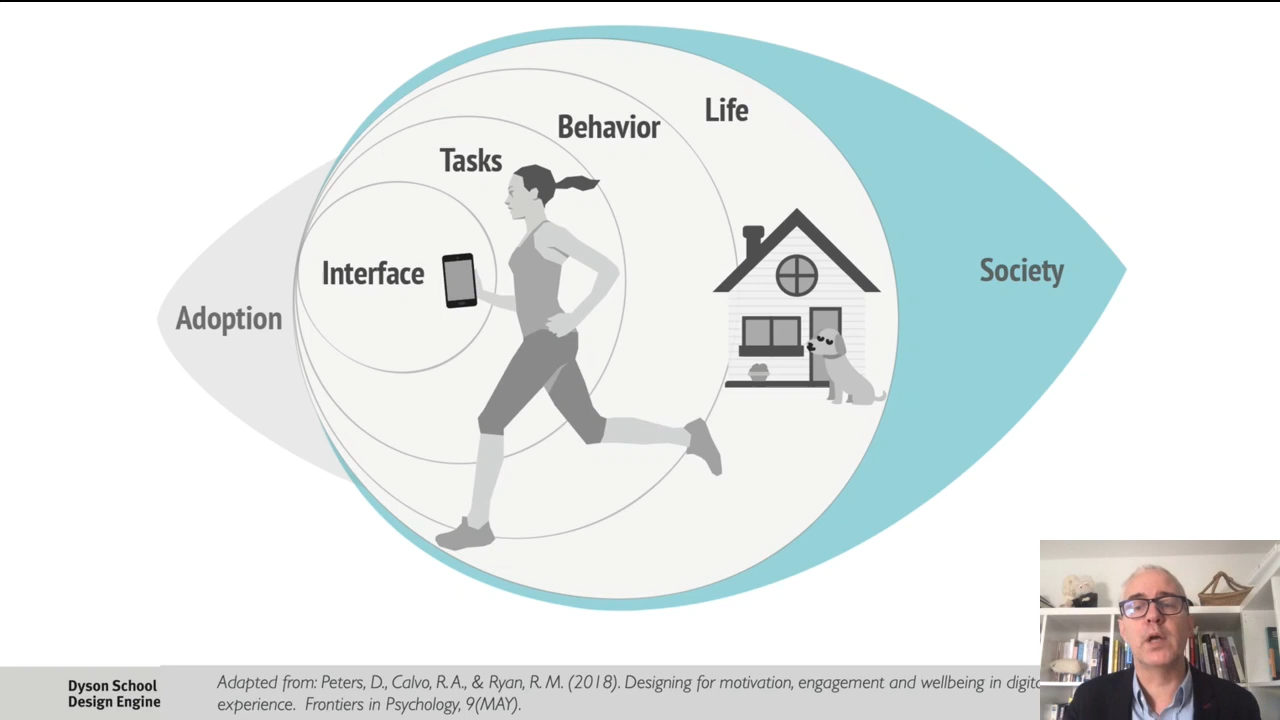 Life
Behavior
Tasks
Interface
Society
Adoption
Dyson School
Design Engine
Adapted from: Peters, D., Calvo, R. A., & Ryan, R. M. (2018). Designing for motivation, engagement and wellbeing in
experience. Frontiers in Psychology, 9(MAY).